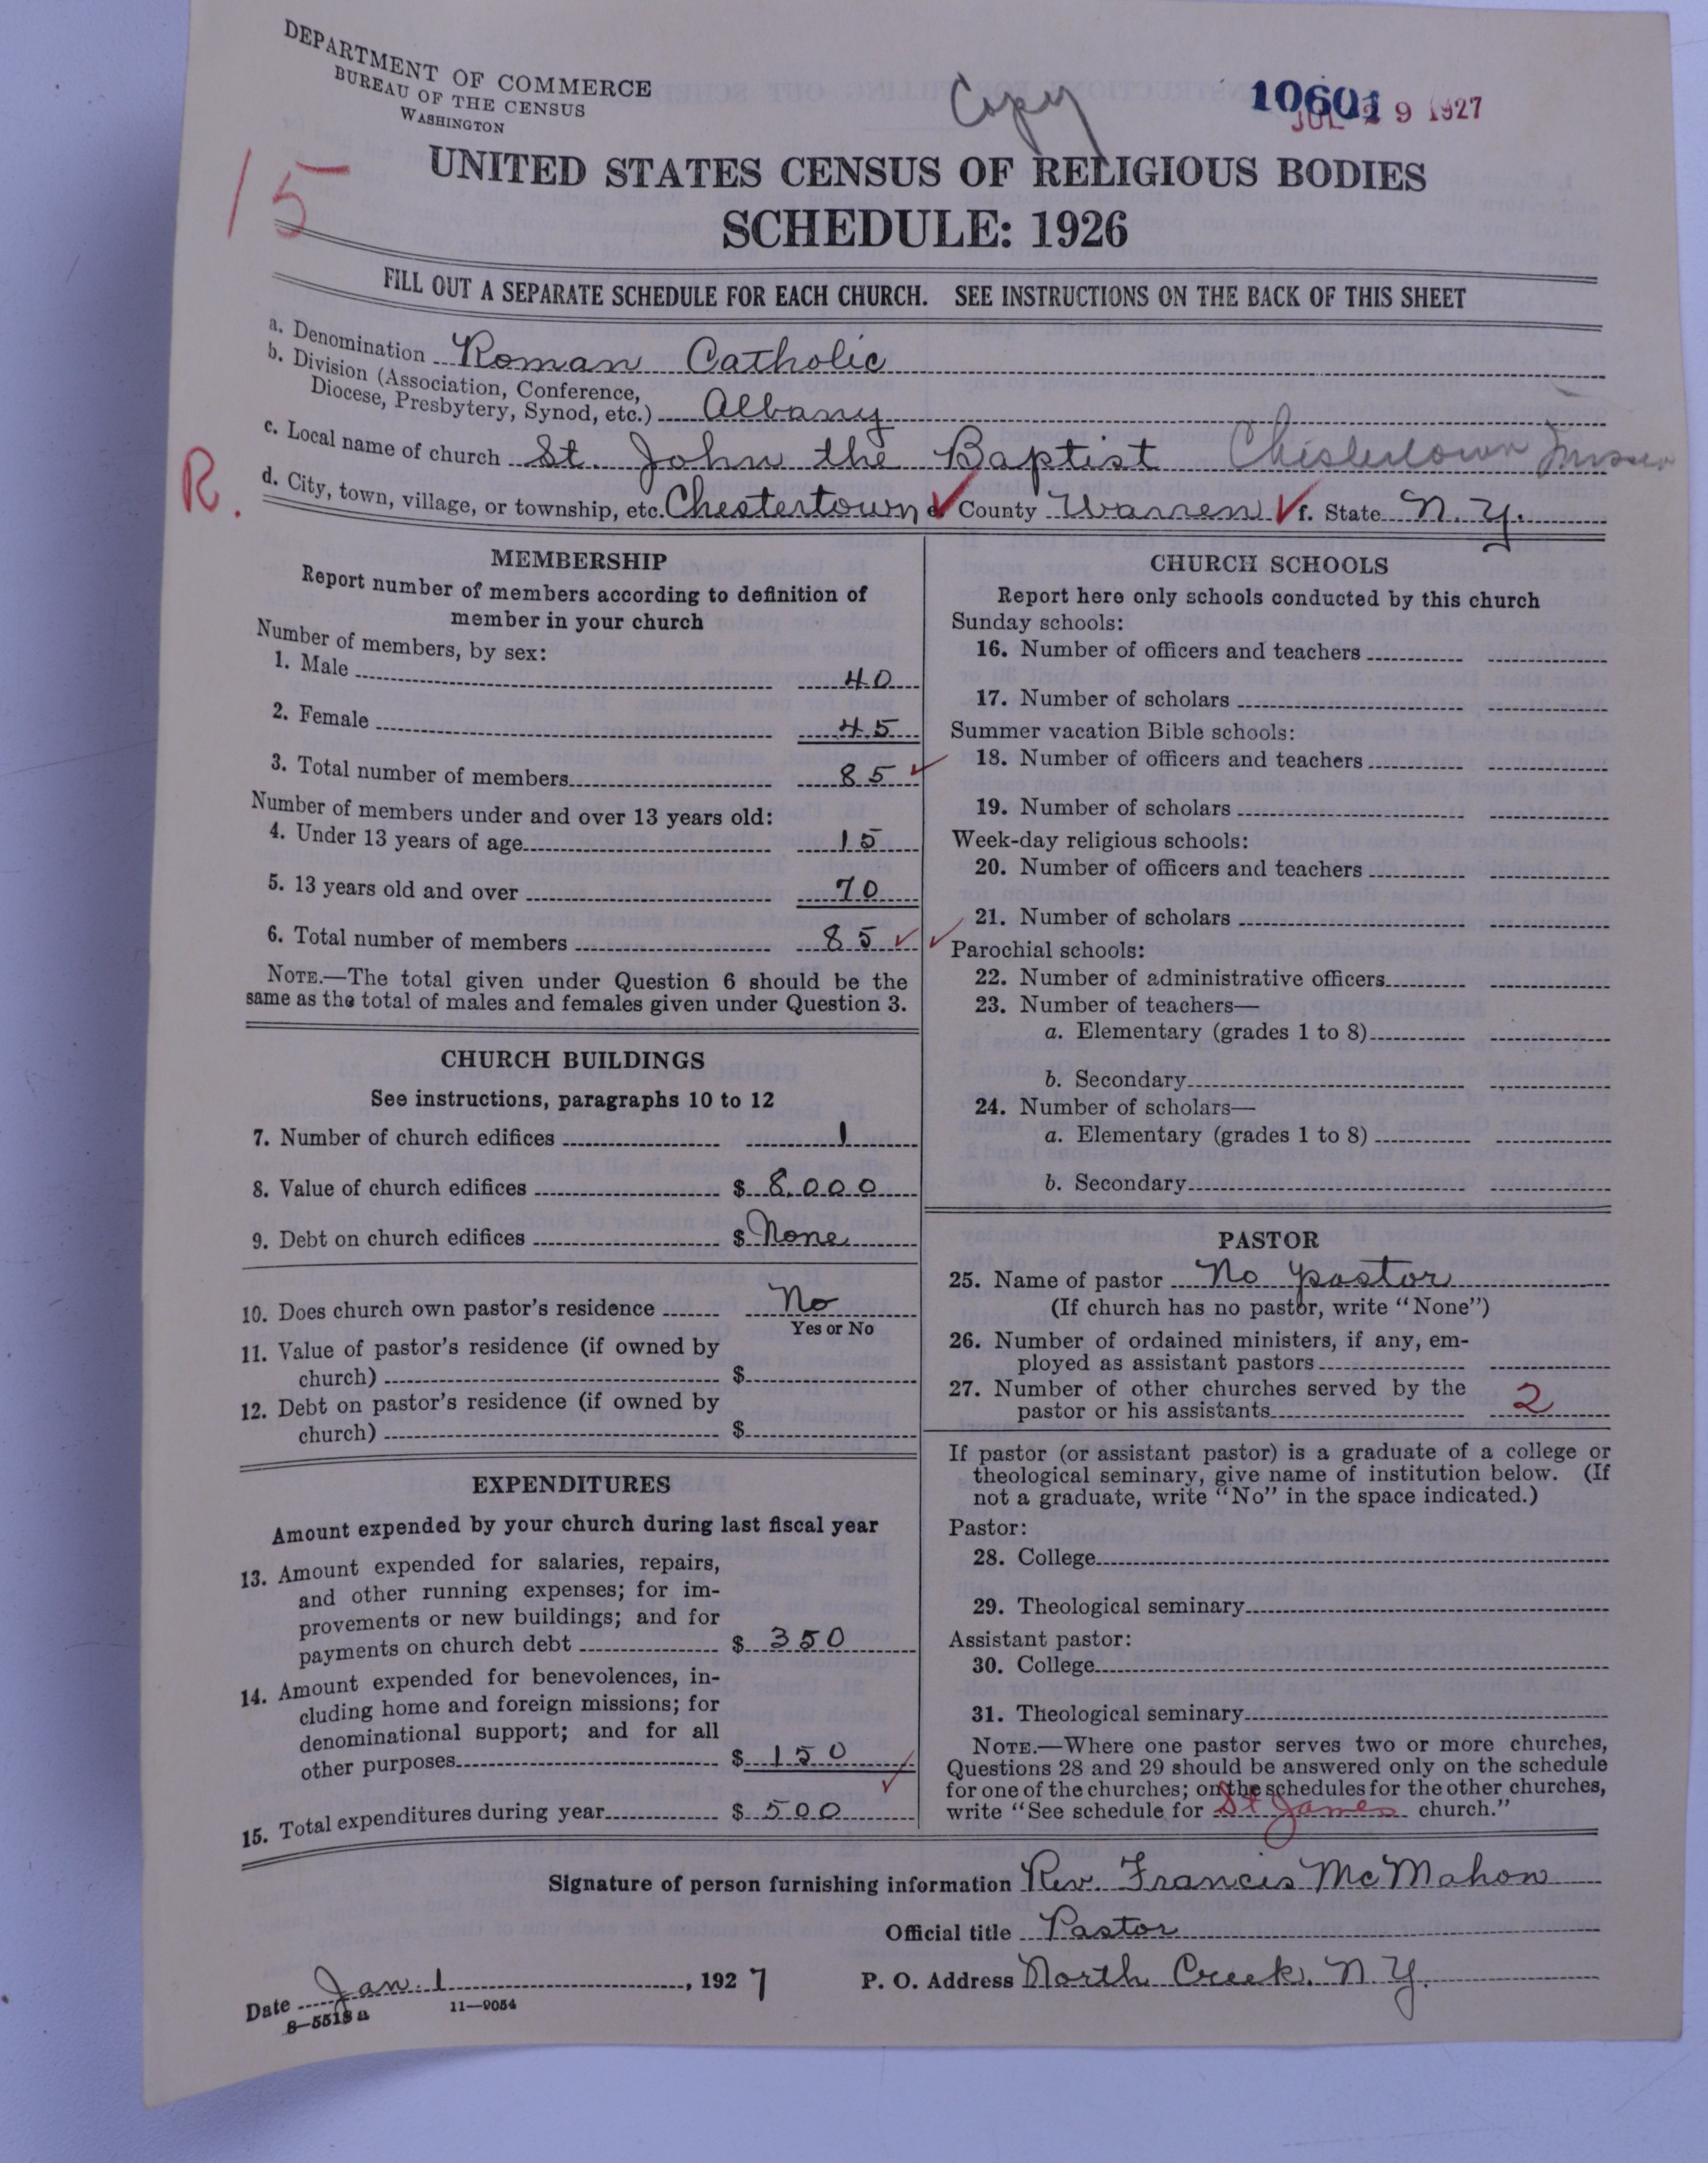 DEPARTMENT OF COMMERCE
BUREAU OF THE CENSUS
WASHINGTON
Copy
10601
JUL 29 1927
15
UNITED STATES CENSUS OF RELIGIOUS BODIES
SCHEDULE: 1926
FILL OUT A SEPARATE SCHEDULE FOR EACH CHURCH. SEE INSTRUCTIONS ON THE BACK OF THIS SHEET
a. Denomination Roman Catholic
b. Division (Association, Conference,
Diocese, Presbytery, Synod, etc.) Albany
c. Local name of church St. John the Baptist Chestertown
R.
d. City, town, village, or township, etc. Chestertown e. County Warren f. State N.Y.
MEMBERSHIP
Report number of members according to definition of
member in your church
Number of members, by sex:
1. Male 40
2. Female 45
3. Total number of members 85
Number of members under and over 13 years old:
4. Under 13 years of age 15
5. 13 years old and over 70
6. Total number of members 85
NOTE.—The total given under Question 6 should be the
same as the total of males and females given under Question 3.
CHURCH BUILDINGS
See instructions, paragraphs 10 to 12
7. Number of church edifices 1
8. Value of church edifices $ 8,000
9. Debt on church edifices $ None
10. Does church own pastor's residence No
Yes or No
11. Value of pastor's residence (if owned by
church) $
12. Debt on pastor's residence (if owned by
church) $
EXPENDITURES
Amount expended by your church during last fiscal year
13. Amount expended for salaries, repairs,
and other running expenses; for im-
provements or new buildings; and for
payments on church debt $ 350
14. Amount expended for benevolences, in-
cluding home and foreign missions; for
denominational support; and for all
other purposes $ 150
15. Total expenditures during year $ 500
CHURCH SCHOOLS
Report here only schools conducted by this church
Sunday schools:
16. Number of officers and teachers
17. Number of scholars
Summer vacation Bible schools:
18. Number of officers and teachers
19. Number of scholars
Week-day religious schools:
20. Number of officers and teachers
21. Number of scholars
Parochial schools:
22. Number of administrative officers
23. Number of teachers—
a. Elementary (grades 1 to 8)
b. Secondary
24. Number of scholars—
a. Elementary (grades 1 to 8)
b. Secondary
PASTOR
25. Name of pastor No pastor
(If church has no pastor, write "None")
26. Number of ordained ministers, if any, em-
ployed as assistant pastors
27. Number of other churches served by the
pastor or his assistants 2
If pastor (or assistant pastor) is a graduate of a college or
theological seminary, give name of institution below. (If
not a graduate, write "No" in the space indicated.)
Pastor:
28. College
29. Theological seminary
Assistant pastor:
30. College
31. Theological seminary
NOTE.—Where one pastor serves two or more churches,
Questions 28 and 29 should be answered only on the schedule
for one of the churches; on the schedules for the other churches,
write "See schedule for St James church."
Signature of person furnishing information Rev. Francis McMahon
Official title Pastor
Date Jan. 1, 1927 P. O. Address North Creek, N.Y.
8—5518 a 11—9054